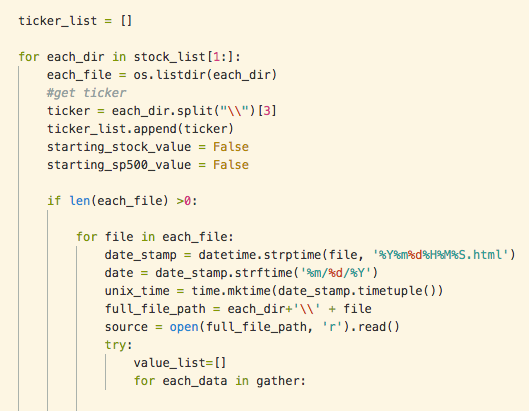 ticker_list = []
for each_dir in stock_list[1:]:
each_file = os.listdir(each_dir)
#get ticker
ticker = each_dir.split("\\")[3]
ticker_list.append(ticker)
starting_stock_value = False
starting_sp500_value = False
if len(each_file) >0:
for file in each_file:
date_stamp = datetime.strptime(file, '%Y%m%d%H%M%S.html')
date = date_stamp.strftime('%m/%d/%Y')
unix_time = time.mktime(date_stamp.timetuple())
full_file_path = each_dir+'\\' + file
source = open(full_file_path, 'r').read()
try:
value_list=[]
for each_data in gather: